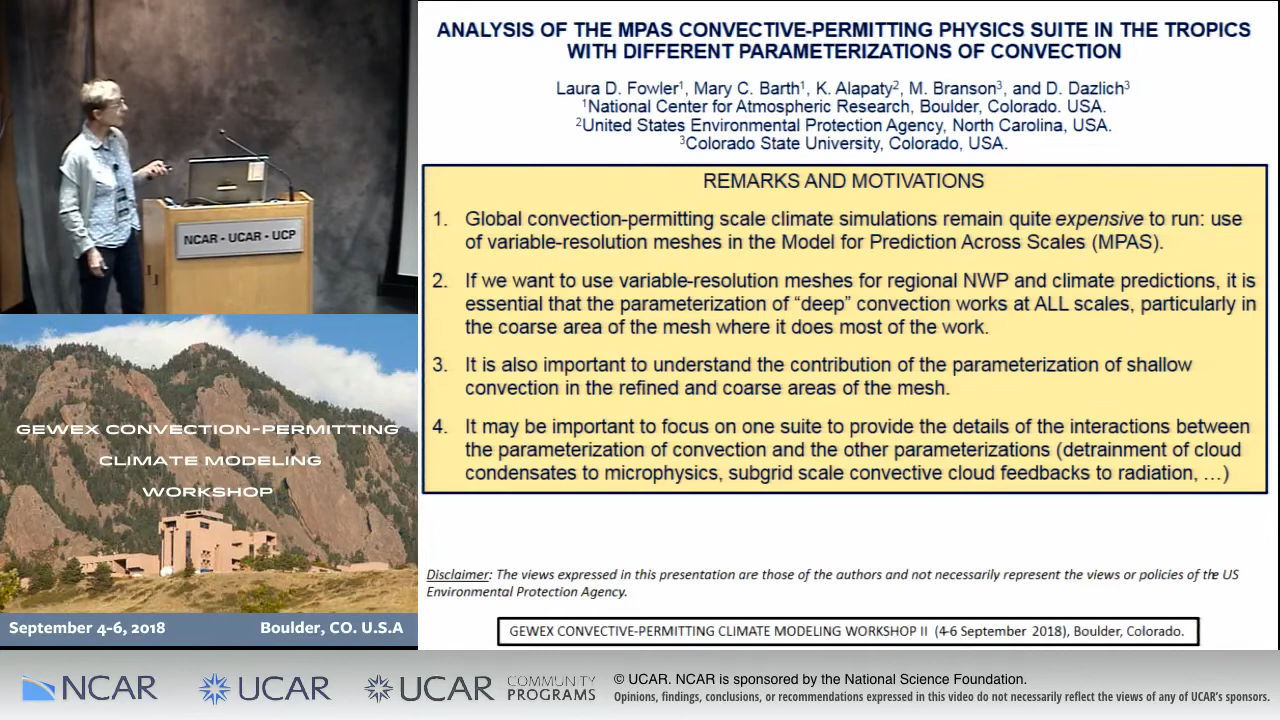 ANALYSIS OF THE MPAS CONVECTIVE-PERMITTING PHYSICS SUITE IN THE TROPICS
WITH DIFFERENT PARAMETERIZATIONS OF CONVECTION
Laura D. Fowler¹, Mary C. Barth¹, K. Alapaty², M. Branson³, and D. Dazlich³
¹National Center for Atmospheric Research, Boulder, Colorado. USA.
²United States Environmental Protection Agency, North Carolina, USA.
³Colorado State University, Colorado, USA.
REMARKS AND MOTIVATIONS
1. Global convection-permitting scale climate simulations remain quite expensive to run: use
of variable-resolution meshes in the Model for Prediction Across Scales (MPAS).
2. If we want to use variable-resolution meshes for regional NWP and climate predictions, it is
essential that the parameterization of “deep” convection works at ALL scales, particularly in
the coarse area of the mesh where it does most of the work.
3. It is also important to understand the contribution of the parameterization of shallow
convection in the refined and coarse areas of the mesh.
4. It may be important to focus on one suite to provide the details of the interactions between
the parameterization of convection and the other parameterizations (detrainment of cloud
condensates to microphysics, subgrid scale convective cloud feedbacks to radiation, …)
Disclaimer: The views expressed in this presentation are those of the authors and not necessarily represent the views or policies of the US
Environmental Protection Agency.
GEWEX CONVECTIVE-PERMITTING CLIMATE MODELING WORKSHOP II (4-6 September 2018), Boulder, Colorado.
NCAR - UCAR - UCP
GEWEX CONVECTION-PERMITTING
CLIMATE MODELING
WORKSHOP
September 4-6, 2018 Boulder, CO. U.S.A
NCAR
UCAR
UCAR COMMUNITY
PROGRAMS
© UCAR. NCAR is sponsored by the National Science Foundation.
Opinions, findings, conclusions, or recommendations expressed in this video do not necessarily reflect the views of any of UCAR's sponsors.